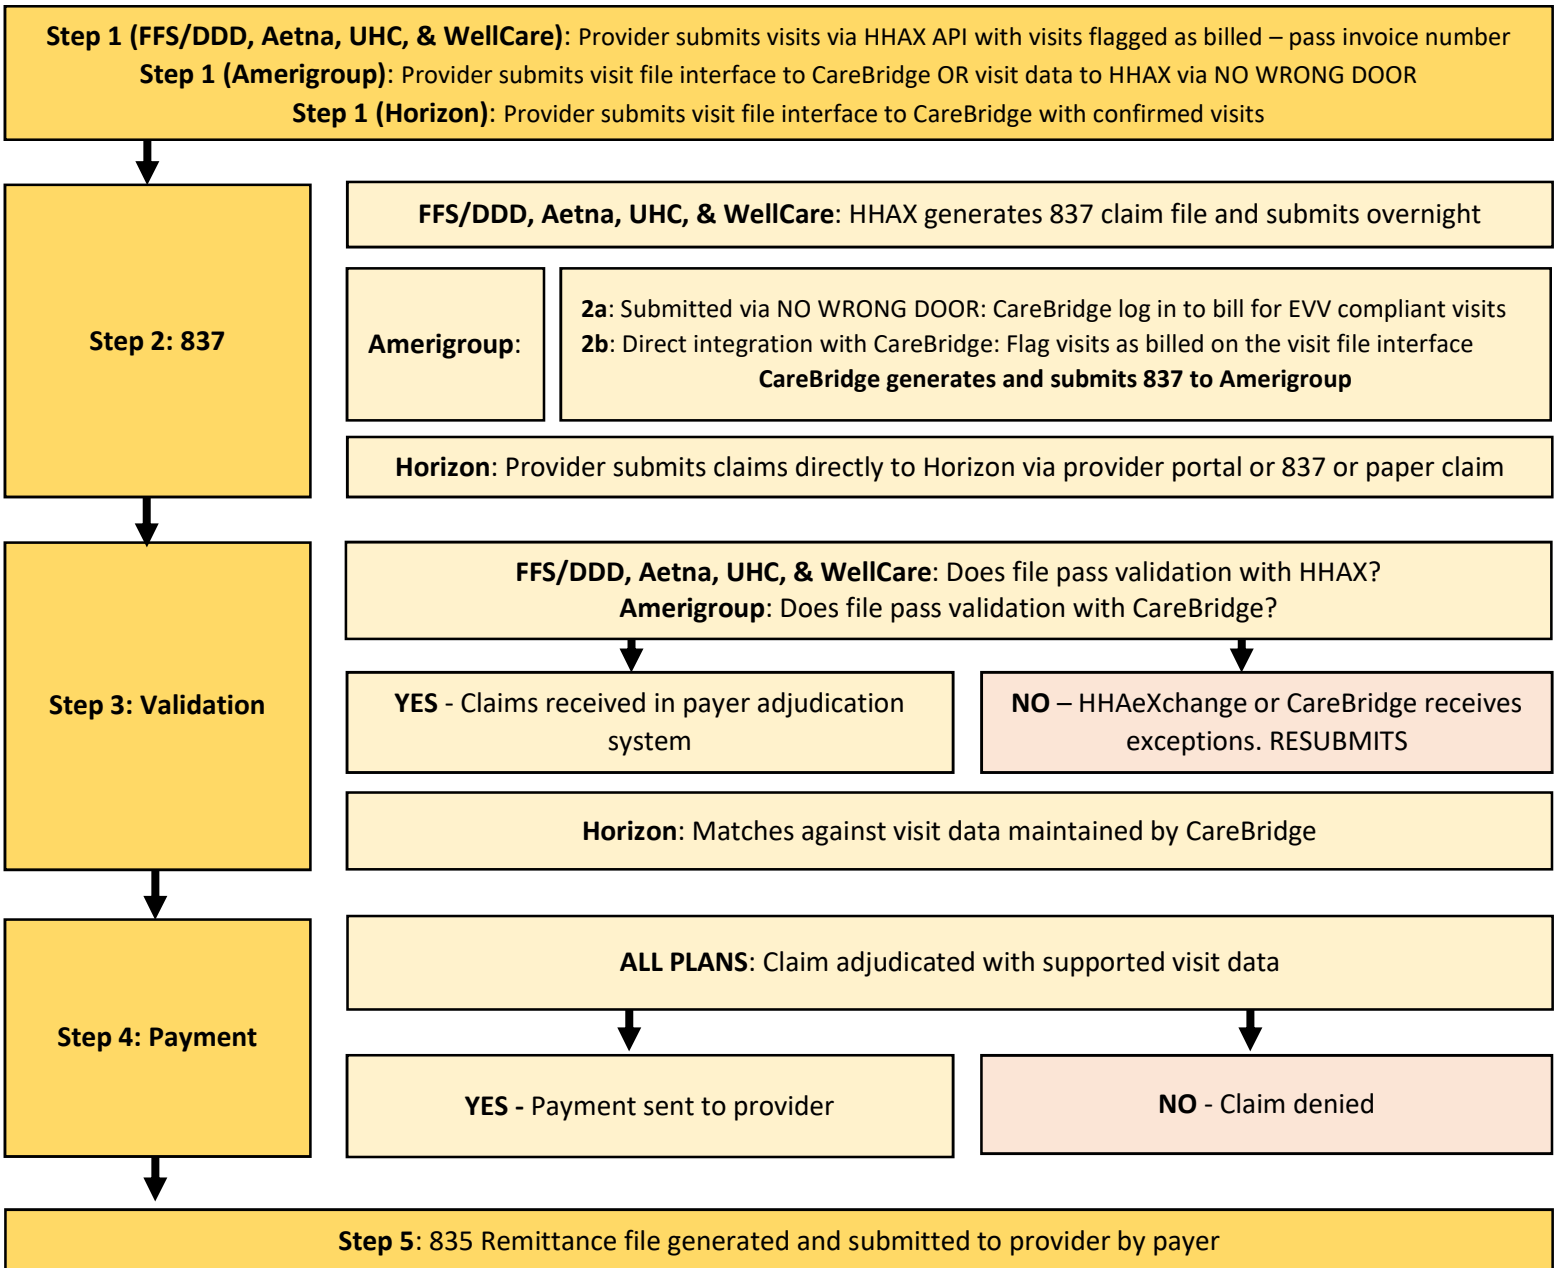 Step 1 (FFS/DDD, Aetna, UHC, & WellCare): Provider submits visits via HHAX API with visits flagged as billed – pass invoice number
Step 1 (Amerigroup): Provider submits visit file interface to CareBridge OR visit data to HHAX via NO WRONG DOOR
Step 1 (Horizon): Provider submits visit file interface to CareBridge with confirmed visits
Step 2: 837
FFS/DDD, Aetna, UHC, & WellCare: HHAX generates 837 claim file and submits overnight
Amerigroup:
2a: Submitted via NO WRONG DOOR: CareBridge log in to bill for EVV compliant visits
2b: Direct integration with CareBridge: Flag visits as billed on the visit file interface
CareBridge generates and submits 837 to Amerigroup
Horizon: Provider submits claims directly to Horizon via provider portal or 837 or paper claim
Step 3: Validation
FFS/DDD, Aetna, UHC, & WellCare: Does file pass validation with HHAX?
Amerigroup: Does file pass validation with CareBridge?
YES - Claims received in payer adjudication
system
NO – HHAeXchange or CareBridge receives
exceptions. RESUBMITS
Horizon: Matches against visit data maintained by CareBridge
Step 4: Payment
ALL PLANS: Claim adjudicated with supported visit data
YES - Payment sent to provider
NO - Claim denied
Step 5: 835 Remittance file generated and submitted to provider by payer